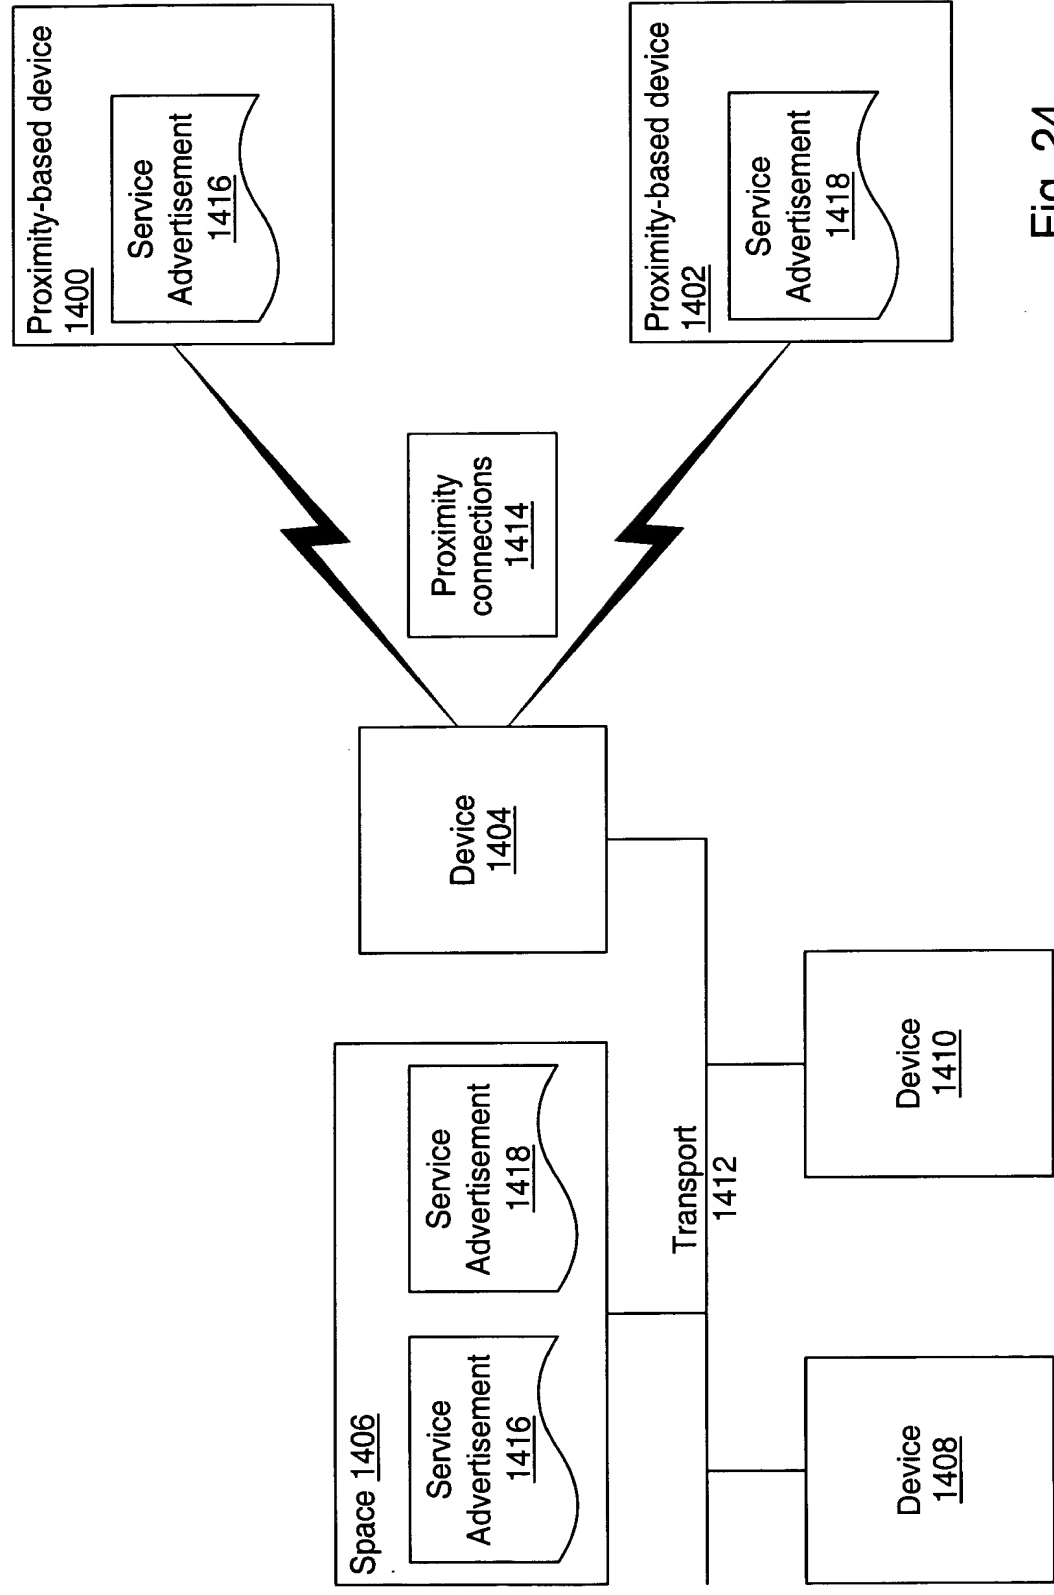 Proximity-based device
1400
Service
Advertisement
1416
Proximity-based device
1402
Service
Advertisement
1418
Proximity
connections
1414
Device
1404
Space 1406
Service
Advertisement
1416
Service
Advertisement
1418
Transport
1412
Device
1410
Device
1408
Fig. 24